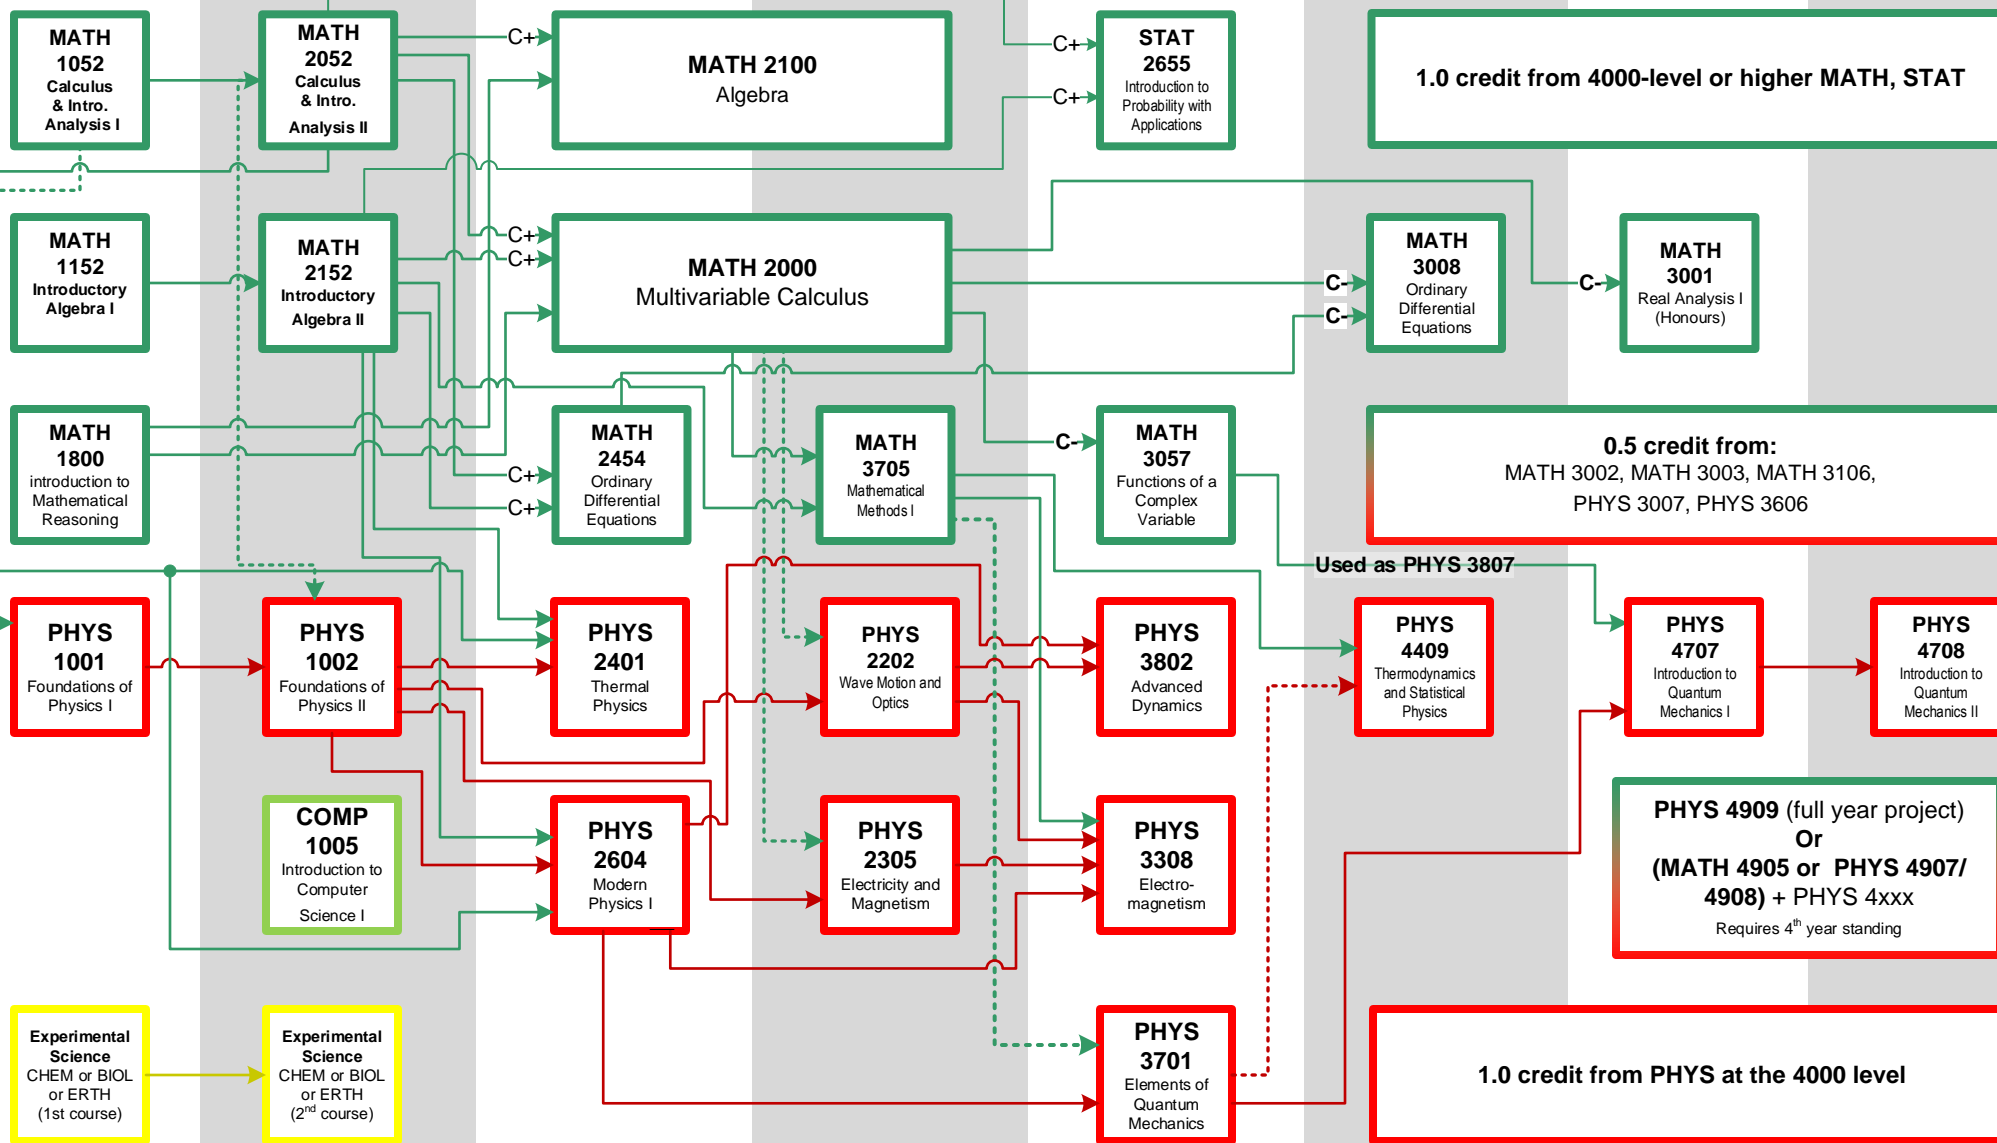 MATH
1052
Calculus
& Intro.
Analysis I
MATH
2052
Calculus
& Intro.
Analysis II
C+
MATH 2100
Algebra
C+
C+
STAT
2655
Introduction to
Probability with
Applications
1.0 credit from 4000-level or higher MATH, STAT
MATH
1152
Introductory
Algebra I
MATH
2152
Introductory
Algebra II
C+
C+
MATH 2000
Multivariable Calculus
C-
C-
MATH
3008
Ordinary
Differential
Equations
C-
MATH
3001
Real Analysis I
(Honours)
MATH
1800
introduction to
Mathematical
Reasoning
C+
C+
MATH
2454
Ordinary
Differential
Equations
MATH
3705
Mathematical
Methods I
C-
MATH
3057
Functions of a
Complex
Variable
0.5 credit from:
MATH 3002, MATH 3003, MATH 3106,
PHYS 3007, PHYS 3606
Used as PHYS 3807
PHYS
1001
Foundations of
Physics I
PHYS
1002
Foundations of
Physics II
PHYS
2401
Thermal
Physics
PHYS
2202
Wave Motion and
Optics
PHYS
3802
Advanced
Dynamics
PHYS
4409
Thermodynamics
and Statistical
Physics
PHYS
4707
Introduction to
Quantum
Mechanics I
PHYS
4708
Introduction to
Quantum
Mechanics II
COMP
1005
Introduction to
Computer
Science I
PHYS
2604
Modern
Physics I
PHYS
2305
Electricity and
Magnetism
PHYS
3308
Electro-
magnetism
PHYS 4909 (full year project)
Or
(MATH 4905 or PHYS 4907/
4908) + PHYS 4xxx
Requires 4th year standing
Experimental
Science
CHEM or BIOL
or ERTH
(1st course)
Experimental
Science
CHEM or BIOL
or ERTH
(2nd course)
PHYS
3701
Elements of
Quantum
Mechanics
1.0 credit from PHYS at the 4000 level